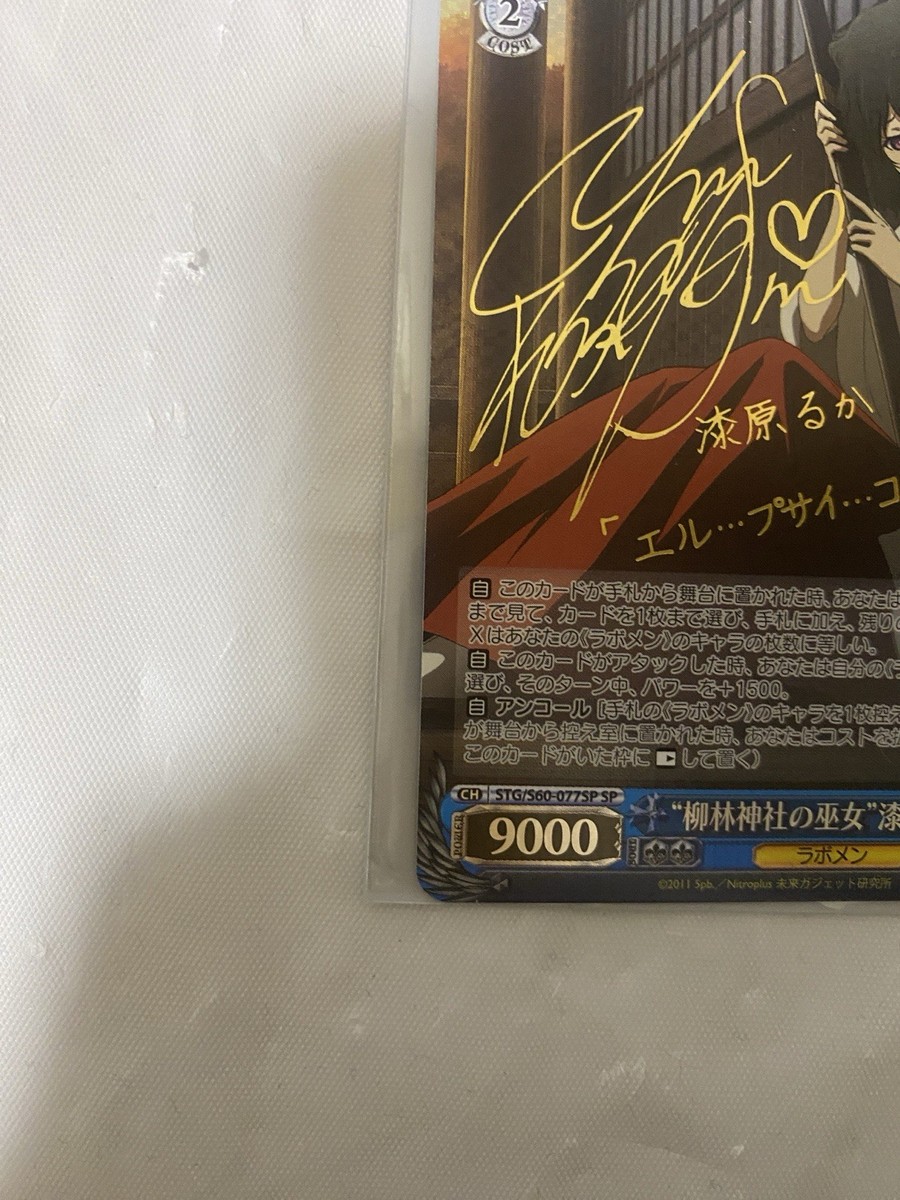 2
COST
漆原るか
「エル…プサイ…コ
自 このカードが手札から舞台に置かれた時、あなたは
まで見て、カードを1枚まで選び、手札に加え、残りの
Xはあなたの《ラボメン》のキャラの枚数に等しい。
自 このカードがアタックした時、あなたは自分の《ラ
選び、そのターン中、パワーを+1500。
自 アンコール [手札の《ラボメン》のキャラを1枚控え
が舞台から控え室に置かれた時、あなたはコストを払
このカードがいた枠に して置く)
CH STG/S60-077SP SP
POWER 9000 SOUL
“柳林神社の巫女”漆
ラボメン
©2011 5pb./Nitroplus 未来ガジェット研究所